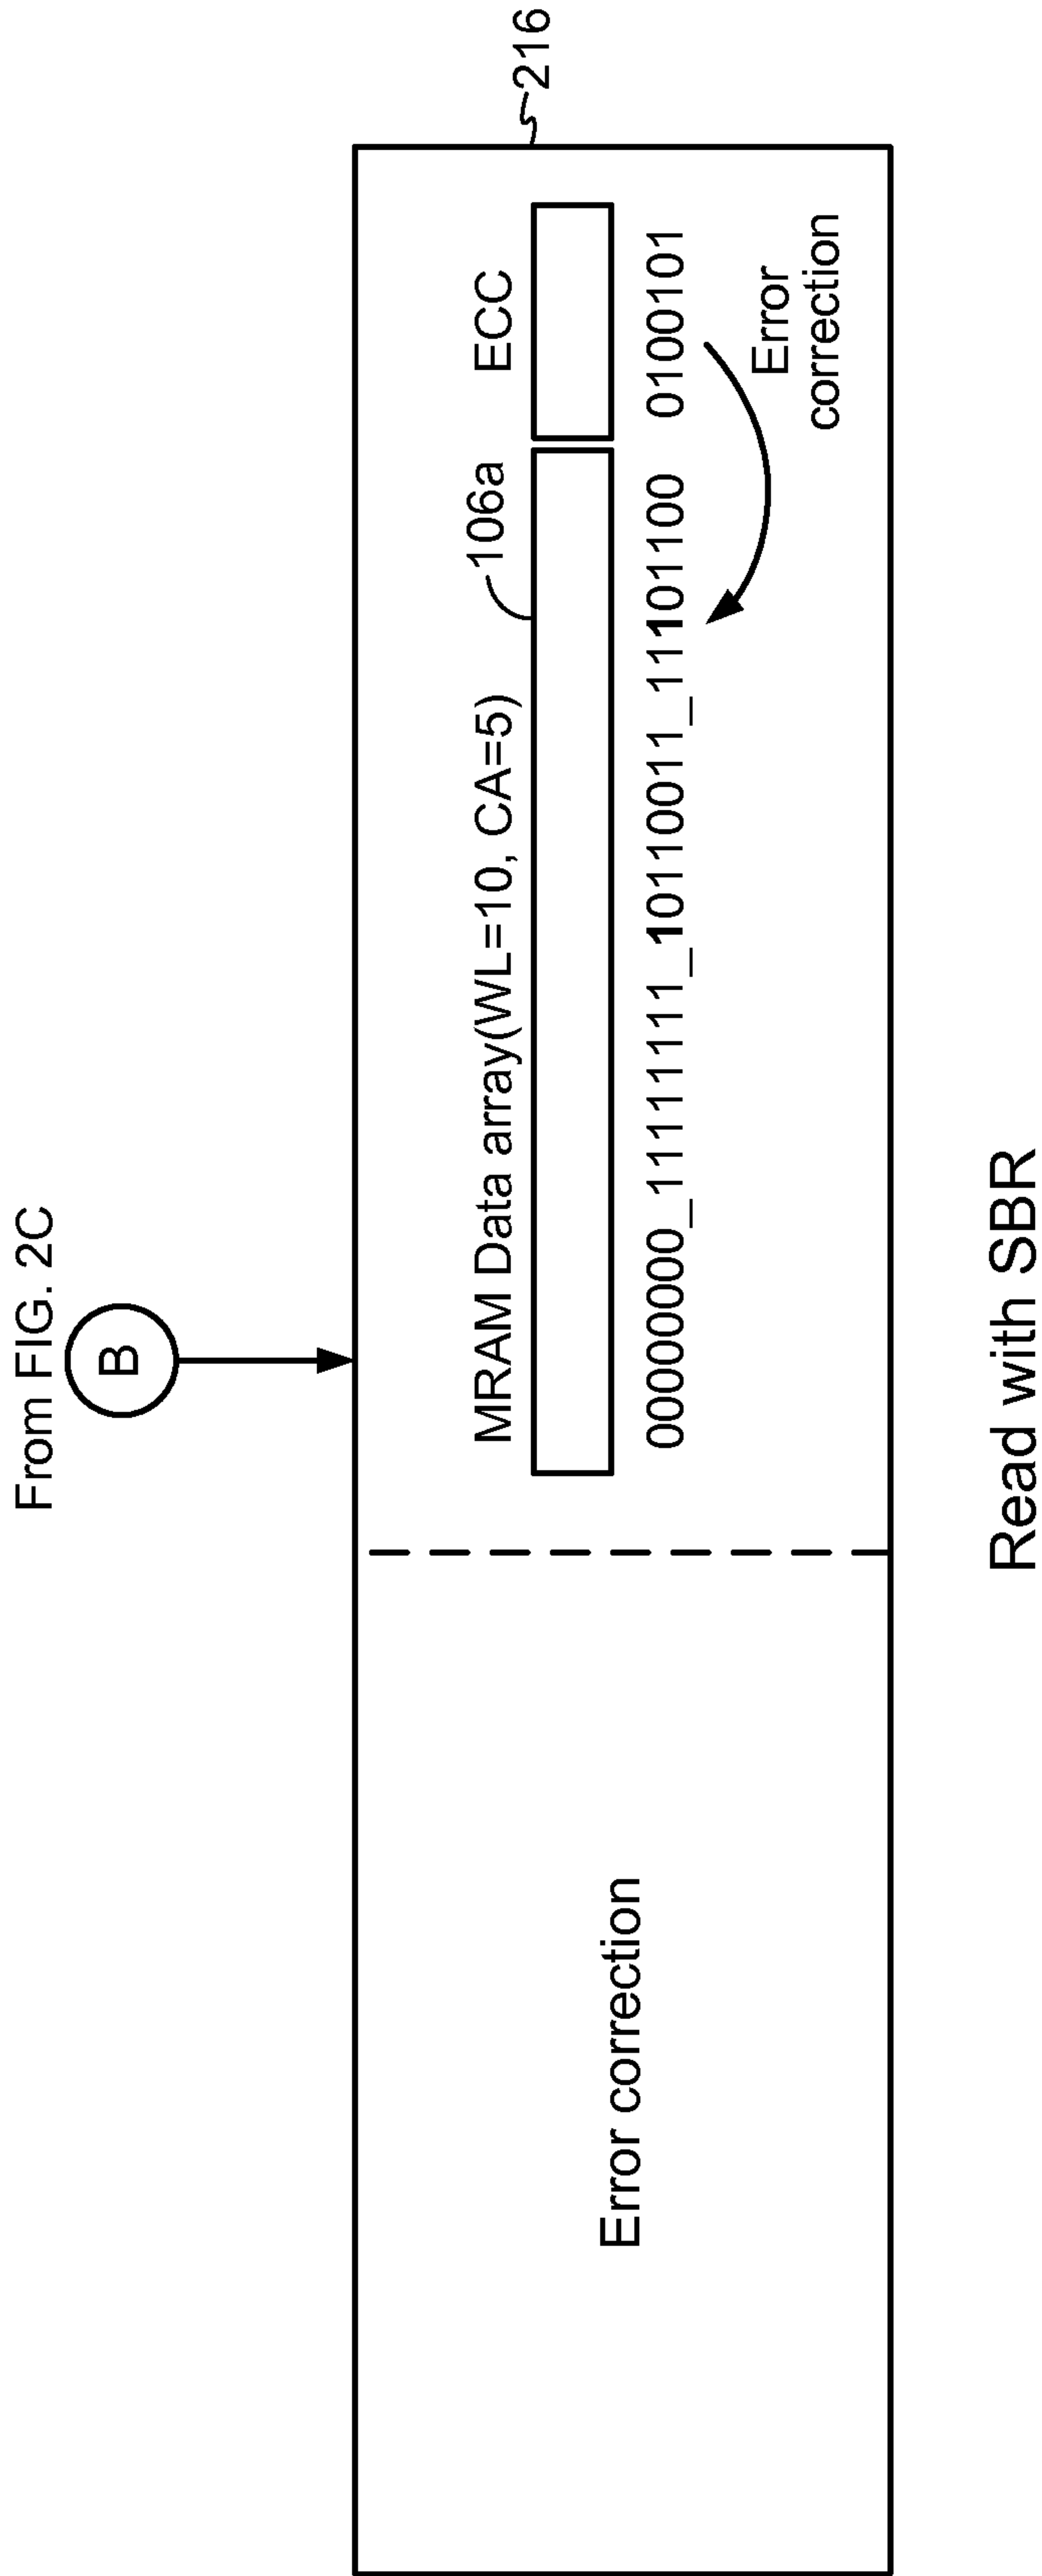 From FIG. 2C
B
216
Error correction
MRAM Data array(WL=10, CA=5)
106a
ECC
00000000_11111111_10110011_11101100
0100101
Error
correction
Read with SBR